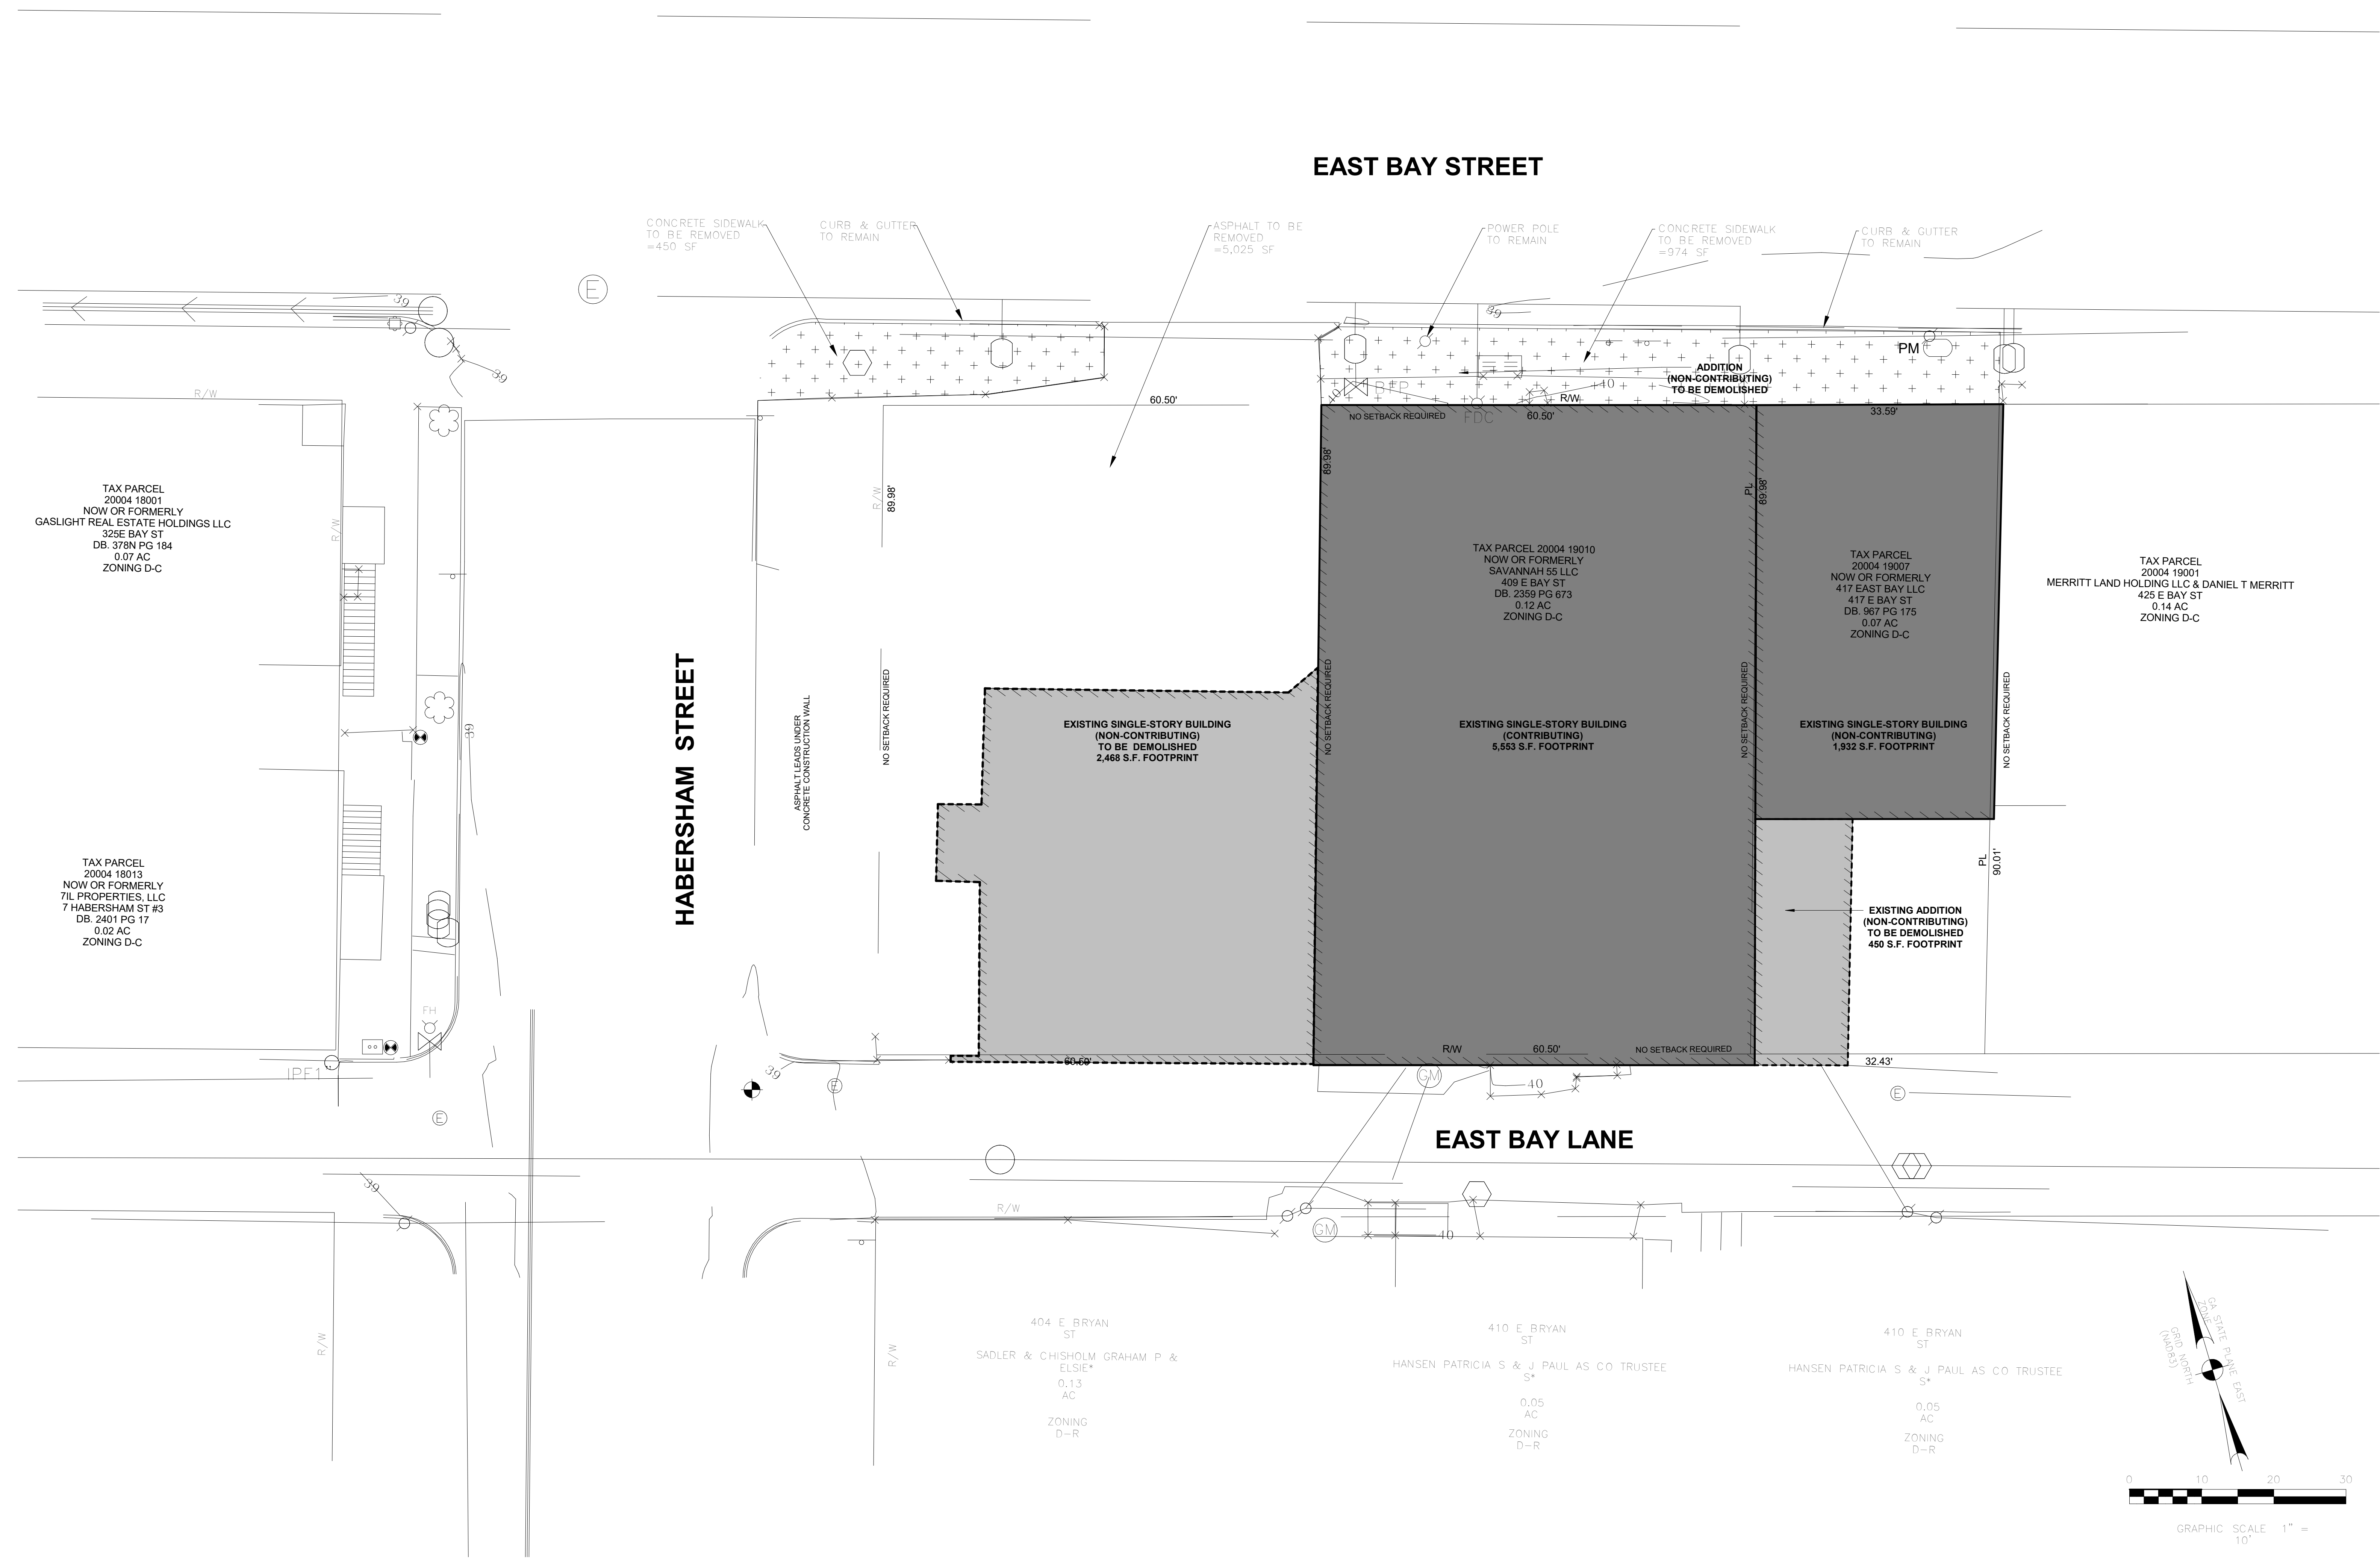 EAST BAY STREET
CONCRETE SIDEWALK
TO BE REMOVED
=450 SF
CURB & GUTTER
TO REMAIN
ASPHALT TO BE
REMOVED
=5,025 SF
POWER POLE
TO REMAIN
CONCRETE SIDEWALK
TO BE REMOVED
=974 SF
CURB & GUTTER
TO REMAIN
E
39
39
39
PM
ADDITION
(NON-CONTRIBUTING)
TO BE DEMOLISHED
BFP
40
40
R/W
R/W
60.50'
NO SETBACK REQUIRED
FDC
60.50'
33.59'
89.98'
PL
89.98'
R/W
89.98'
R/W
TAX PARCEL
20004 18001
NOW OR FORMERLY
GASLIGHT REAL ESTATE HOLDINGS LLC
325E BAY ST
DB. 378N PG 184
0.07 AC
ZONING D-C
TAX PARCEL 20004 19010
NOW OR FORMERLY
SAVANNAH 55 LLC
409 E BAY ST
DB. 2359 PG 673
0.12 AC
ZONING D-C
TAX PARCEL
20004 19007
NOW OR FORMERLY
417 EAST BAY LLC
417 E BAY ST
DB. 967 PG 175
0.07 AC
ZONING D-C
TAX PARCEL
20004 19001
MERRITT LAND HOLDING LLC & DANIEL T MERRITT
425 E BAY ST
0.14 AC
ZONING D-C
HABERSHAM STREET
ASPHALT LEADS UNDER
CONCRETE CONSTRUCTION WALL
NO SETBACK REQUIRED
NO SETBACK REQUIRED
NO SETBACK REQUIRED
NO SETBACK REQUIRED
39
EXISTING SINGLE-STORY BUILDING
(NON-CONTRIBUTING)
TO BE DEMOLISHED
2,468 S.F. FOOTPRINT
EXISTING SINGLE-STORY BUILDING
(CONTRIBUTING)
5,553 S.F. FOOTPRINT
EXISTING SINGLE-STORY BUILDING
(NON-CONTRIBUTING)
1,932 S.F. FOOTPRINT
PL
90.01'
TAX PARCEL
20004 18013
NOW OR FORMERLY
7IL PROPERTIES, LLC
7 HABERSHAM ST #3
DB. 2401 PG 17
0.02 AC
ZONING D-C
EXISTING ADDITION
(NON-CONTRIBUTING)
TO BE DEMOLISHED
450 S.F. FOOTPRINT
FH
IPF1"
60.50'
R/W
60.50'
NO SETBACK REQUIRED
32.43'
39
E
E
GM
40
E
EAST BAY LANE
39
R/W
GM
40
R/W
R/W
404 E BRYAN
ST
SADLER & CHISHOLM GRAHAM P &
ELSIE*
0.13
AC
ZONING
D-R
410 E BRYAN
ST
HANSEN PATRICIA S & J PAUL AS CO TRUSTEE
S*
0.05
AC
ZONING
D-R
410 E BRYAN
ST
HANSEN PATRICIA S & J PAUL AS CO TRUSTEE
S*
0.05
AC
ZONING
D-R
GA STATE PLANE EAST
ZONE
GRID NORTH
(NAD83)
0 10 20 30
GRAPHIC SCALE 1" =
10'